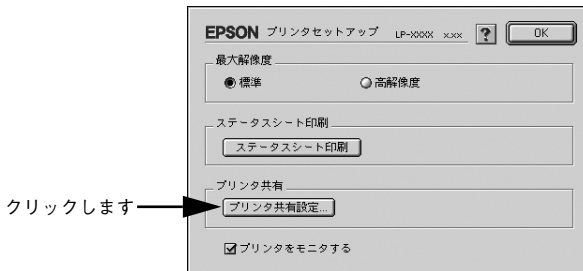 EPSON プリンタセットアップ LP-XXXX x.xx ? OK
最大解像度
標準 高解像度
ステータスシート印刷
ステータスシート印刷
プリンタ共有
クリックします プリンタ共有設定...
プリンタをモニタする